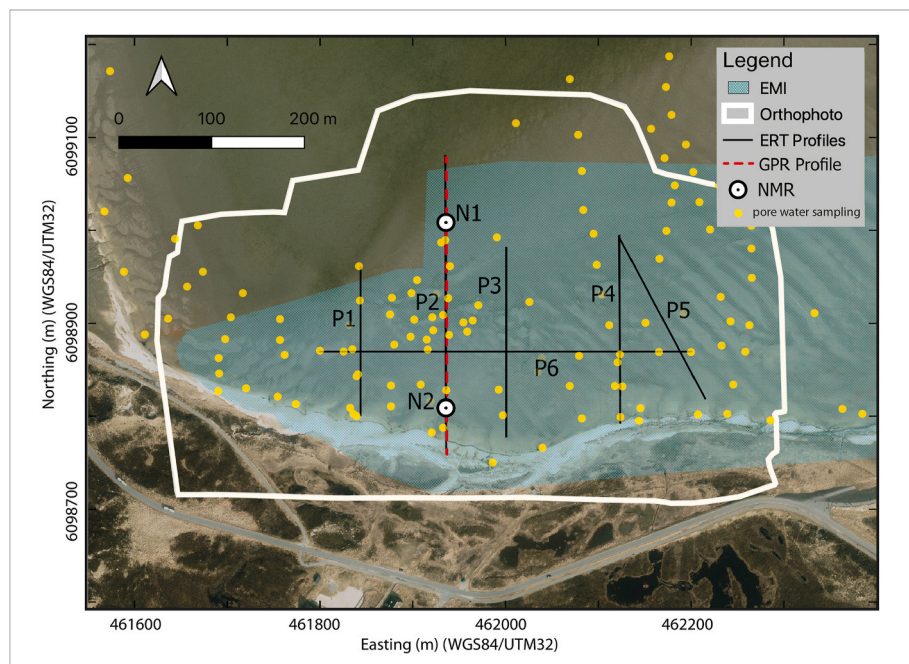 Legend
EMI
Orthophoto
ERT Profiles
GPR Profile
NMR
pore water sampling
0 100 200 m
N1
P1
P2
P3
P4
P5
P6
N2
6099100
6098900
6098700
Northing (m) (WGS84/UTM32)
461600 461800 462000 462200
Easting (m) (WGS84/UTM32)